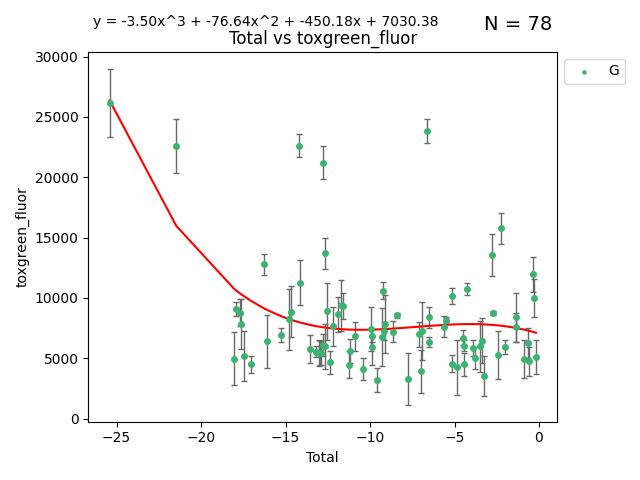 y = -3.50x^3 + -76.64x^2 + -450.18x + 7030.38
N = 78
Total vs toxgreen_fluor
30000
25000
20000
15000
10000
5000
0
toxgreen_fluor
−25
−20
−15
−10
−5
0
Total
G